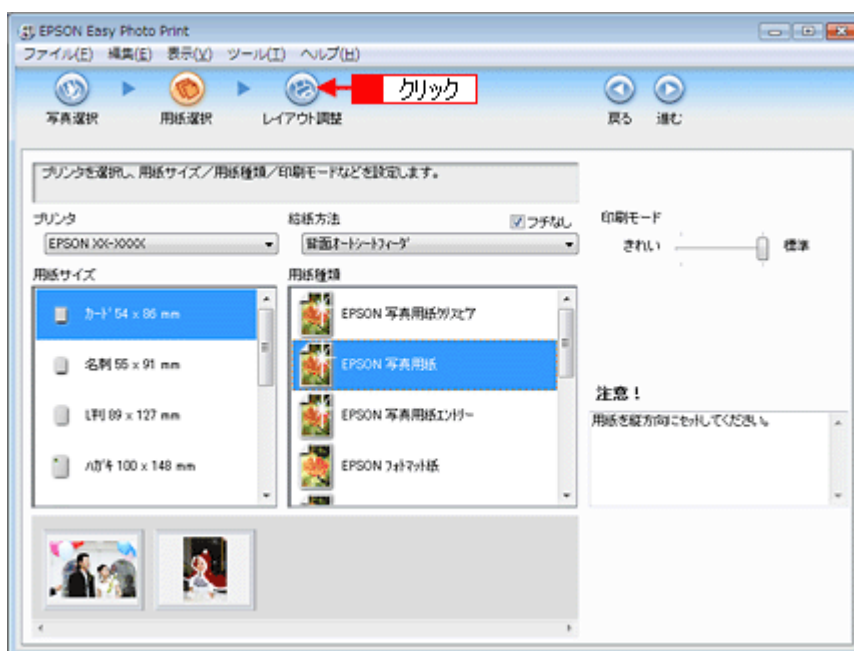 EPSON Easy Photo Print
ファイル(F) 編集(E) 表示(V) ツール(T) ヘルプ(H)
クリック
写真選択 用紙選択 レイアウト調整 戻る 進む
プリンタを選択し、用紙サイズ/用紙種類/印刷モードなどを設定します。
プリンタ 給紙方法 フチなし 印刷モード
EPSON XX-XXXX 背面オートシートフィーダ きれい 標準
用紙サイズ 用紙種類
カード 54 x 86 mm EPSON 写真用紙クリスピア
名刺 55 x 91 mm EPSON 写真用紙
注意!
用紙を縦方向にセットしてください。
L判 89 x 127 mm EPSON 写真用紙エントリー
ハガキ 100 x 148 mm EPSON フォトマット紙